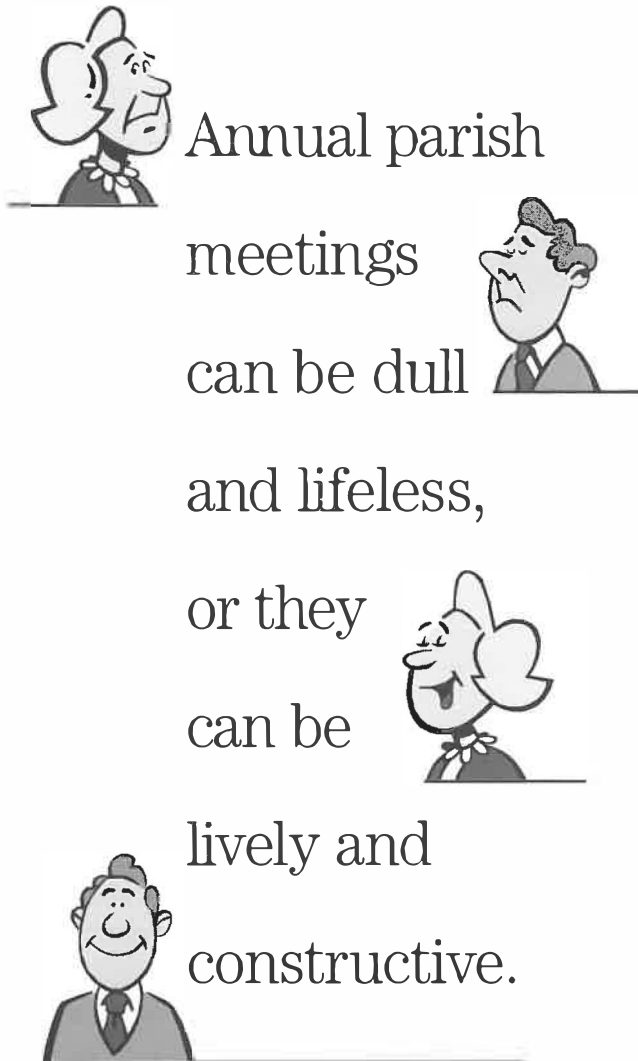 Annual parish
meetings
can be dull
and lifeless,
or they
can be
lively and
constructive.